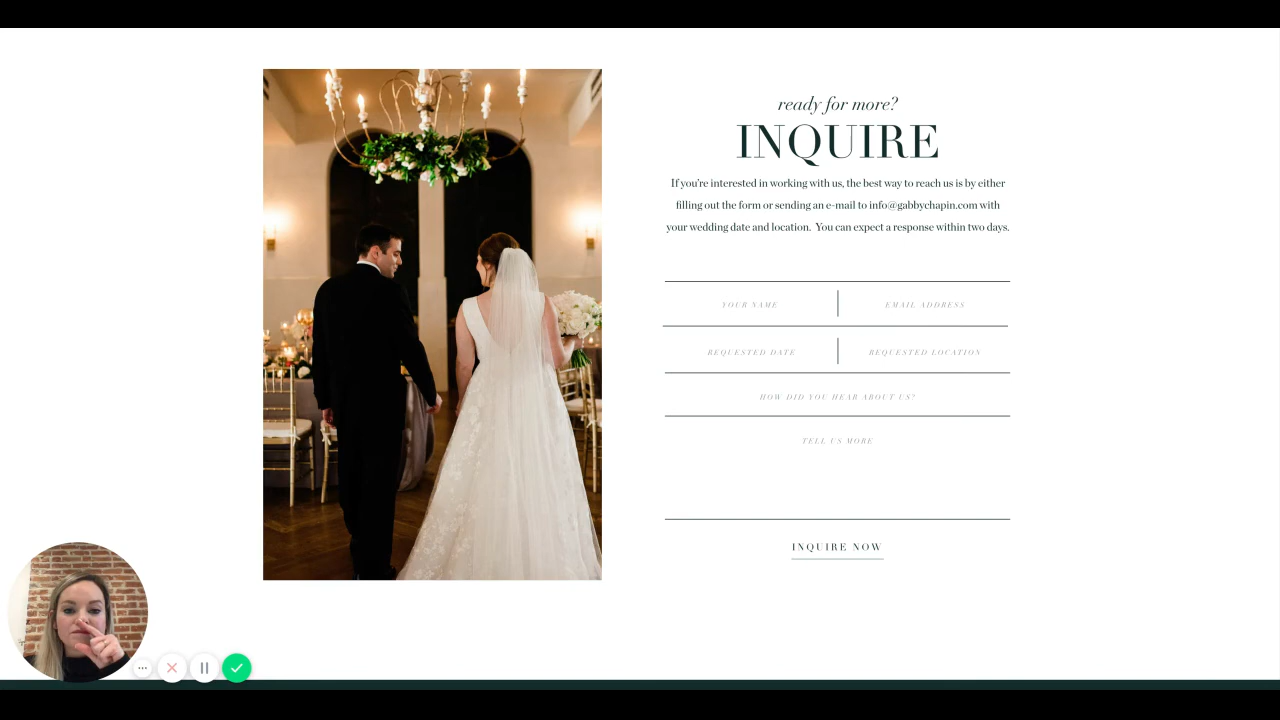 ready for more?
INQUIRE
If you're interested in working with us, the best way to reach us is by either
filling out the form or sending an e-mail to info@gabbychapin.com with
your wedding date and location. You can expect a response within two days.
YOUR NAME
EMAIL ADDRESS
REQUESTED DATE
REQUESTED LOCATION
HOW DID YOU HEAR ABOUT US?
TELL US MORE
INQUIRE NOW